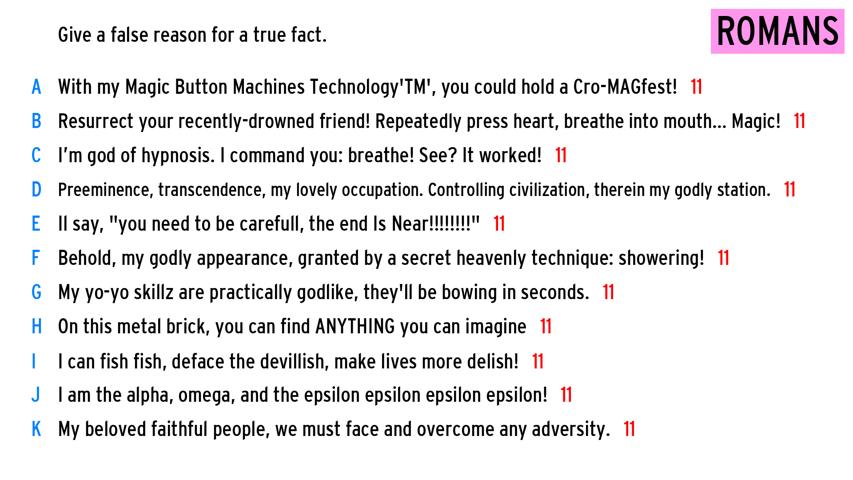 Give a false reason for a true fact.
ROMANS
A With my Magic Button Machines Technology'TM', you could hold a Cro-MAGfest! 11
B Resurrect your recently-drowned friend! Repeatedly press heart, breathe into mouth... Magic! 11
C I'm god of hypnosis. I command you: breathe! See? It worked! 11
D Preeminence, transcendence, my lovely occupation. Controlling civilization, therein my godly station. 11
E Il say, "you need to be carefull, the end Is Near!!!!!!!!" 11
F Behold, my godly appearance, granted by a secret heavenly technique: showering! 11
G My yo-yo skillz are practically godlike, they'll be bowing in seconds. 11
H On this metal brick, you can find ANYTHING you can imagine 11
I I can fish fish, deface the devillish, make lives more delish! 11
J I am the alpha, omega, and the epsilon epsilon epsilon epsilon! 11
K My beloved faithful people, we must face and overcome any adversity. 11